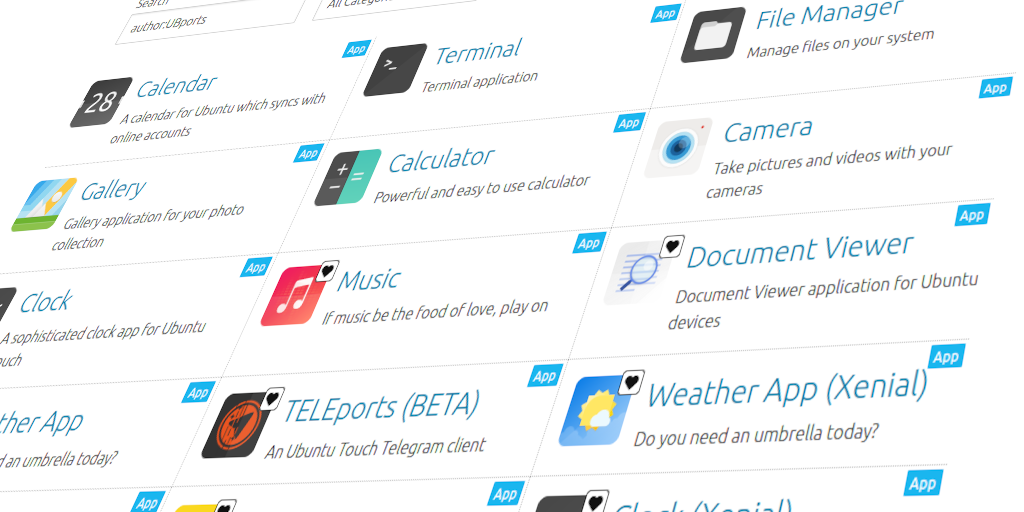 Search
author:UBports
All Categor
App
Calendar
A calendar for Ubuntu which syncs with
online accounts
28
App
Terminal
Terminal application
File Manager
Manage files on your system
App
Gallery
Gallery application for your photo
collection
App
Calculator
Powerful and easy to use calculator
App
Camera
Take pictures and videos with your
cameras
App
Clock
A sophisticated clock app for Ubuntu
ouch
App
Music
If music be the food of love, play on
App
Document Viewer
Document Viewer application for Ubuntu
devices
App
ther App
d an umbrella today?
App
TELEports (BETA)
An Ubuntu Touch Telegram client
App
Weather App (Xenial)
Do you need an umbrella today?
App
App
App
Clock (Xenial)